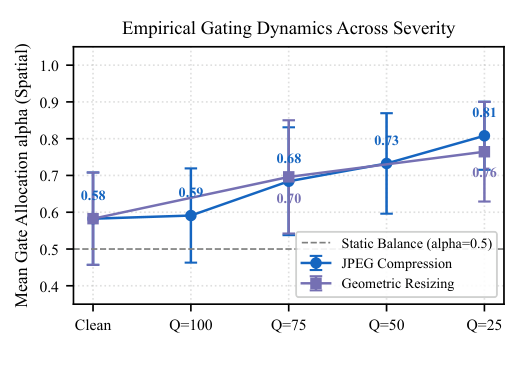 Empirical Gating Dynamics Across Severity
Mean Gate Allocation alpha (Spatial)
1.0
0.9
0.8
0.7
0.6
0.5
0.4
0.58
0.59
0.68
0.70
0.73
0.81
0.76
Static Balance (alpha=0.5)
JPEG Compression
Geometric Resizing
Clean
Q=100
Q=75
Q=50
Q=25